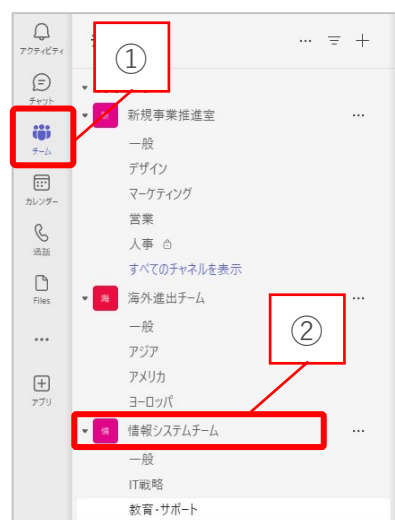 アクティビティ
チャット
チーム
カレンダー
通話
Files
アプリ
①
新規事業推進室
一般
デザイン
マーケティング
営業
人事
すべてのチャネルを表示
海 海外進出チーム
一般
アジア
アメリカ
ヨーロッパ
②
情 情報システムチーム
一般
IT戦略
教育・サポート